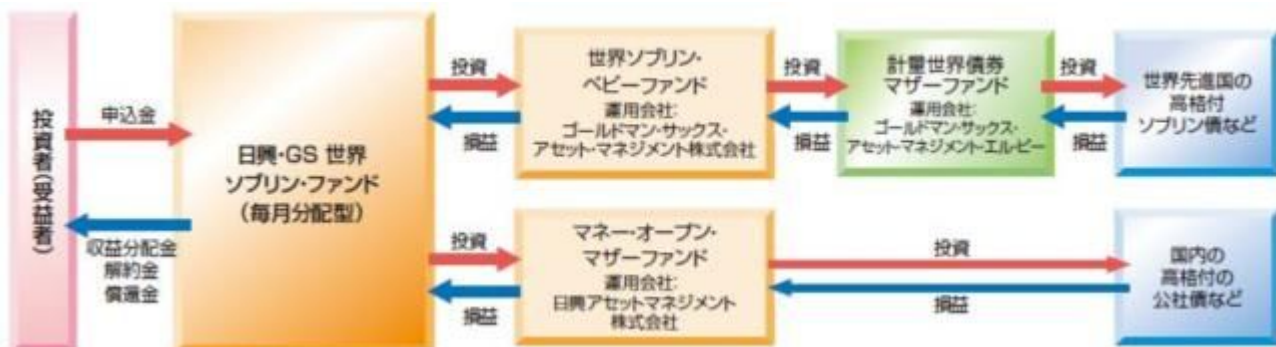 投資者（受益者）
申込金
収益分配金
解約金
償還金
日興・GS 世界
ソブリン・ファンド
（毎月分配型）
投資
損益
世界ソブリン・
ベビーファンド
運用会社：
ゴールドマン・サックス・
アセット・マネジメント株式会社
投資
損益
計量世界債券
マザーファンド
運用会社：
ゴールドマン・サックス・
アセット・マネジメント・エル・ピー
投資
損益
世界先進国の
高格付
ソブリン債など
投資
損益
マネー・オープン・
マザーファンド
運用会社：
日興アセットマネジメント
株式会社
投資
損益
国内の
高格付の
公社債など